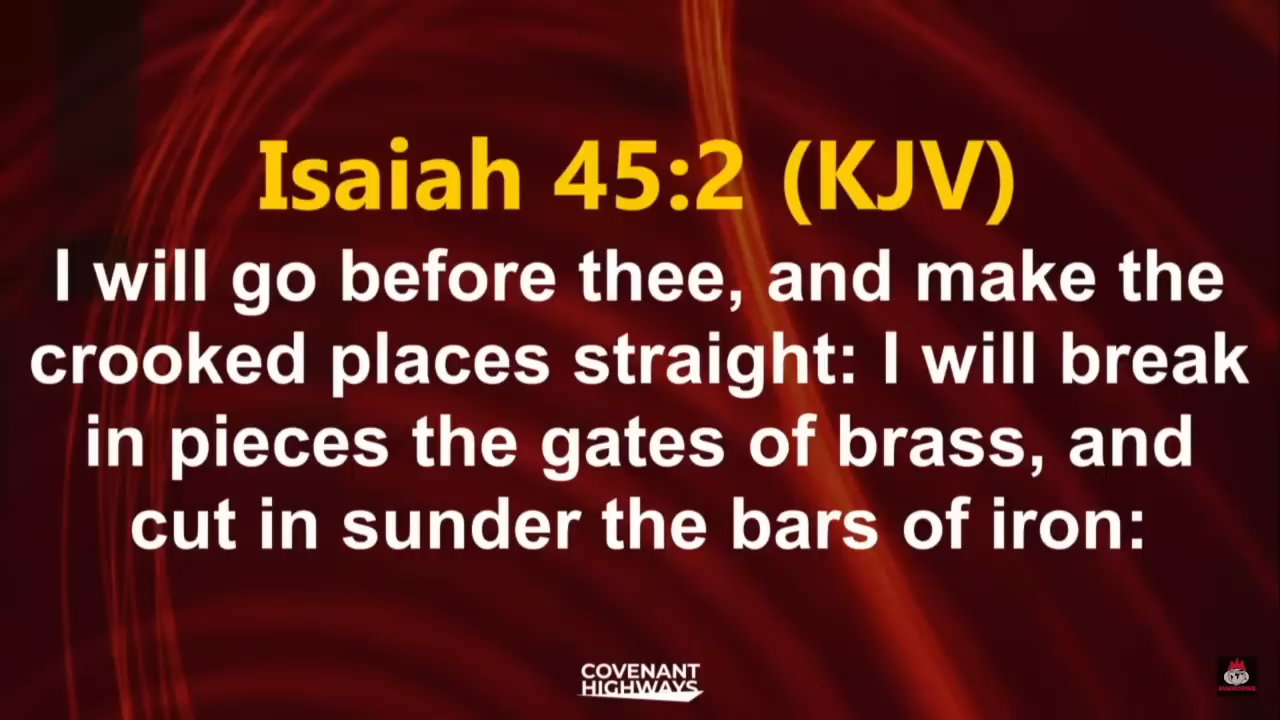 Isaiah 45:2 (KJV)
I will go before thee, and make the
crooked places straight: I will break
in pieces the gates of brass, and
cut in sunder the bars of iron:
COVENANT
HIGHWAYS
SUBSCRIBE